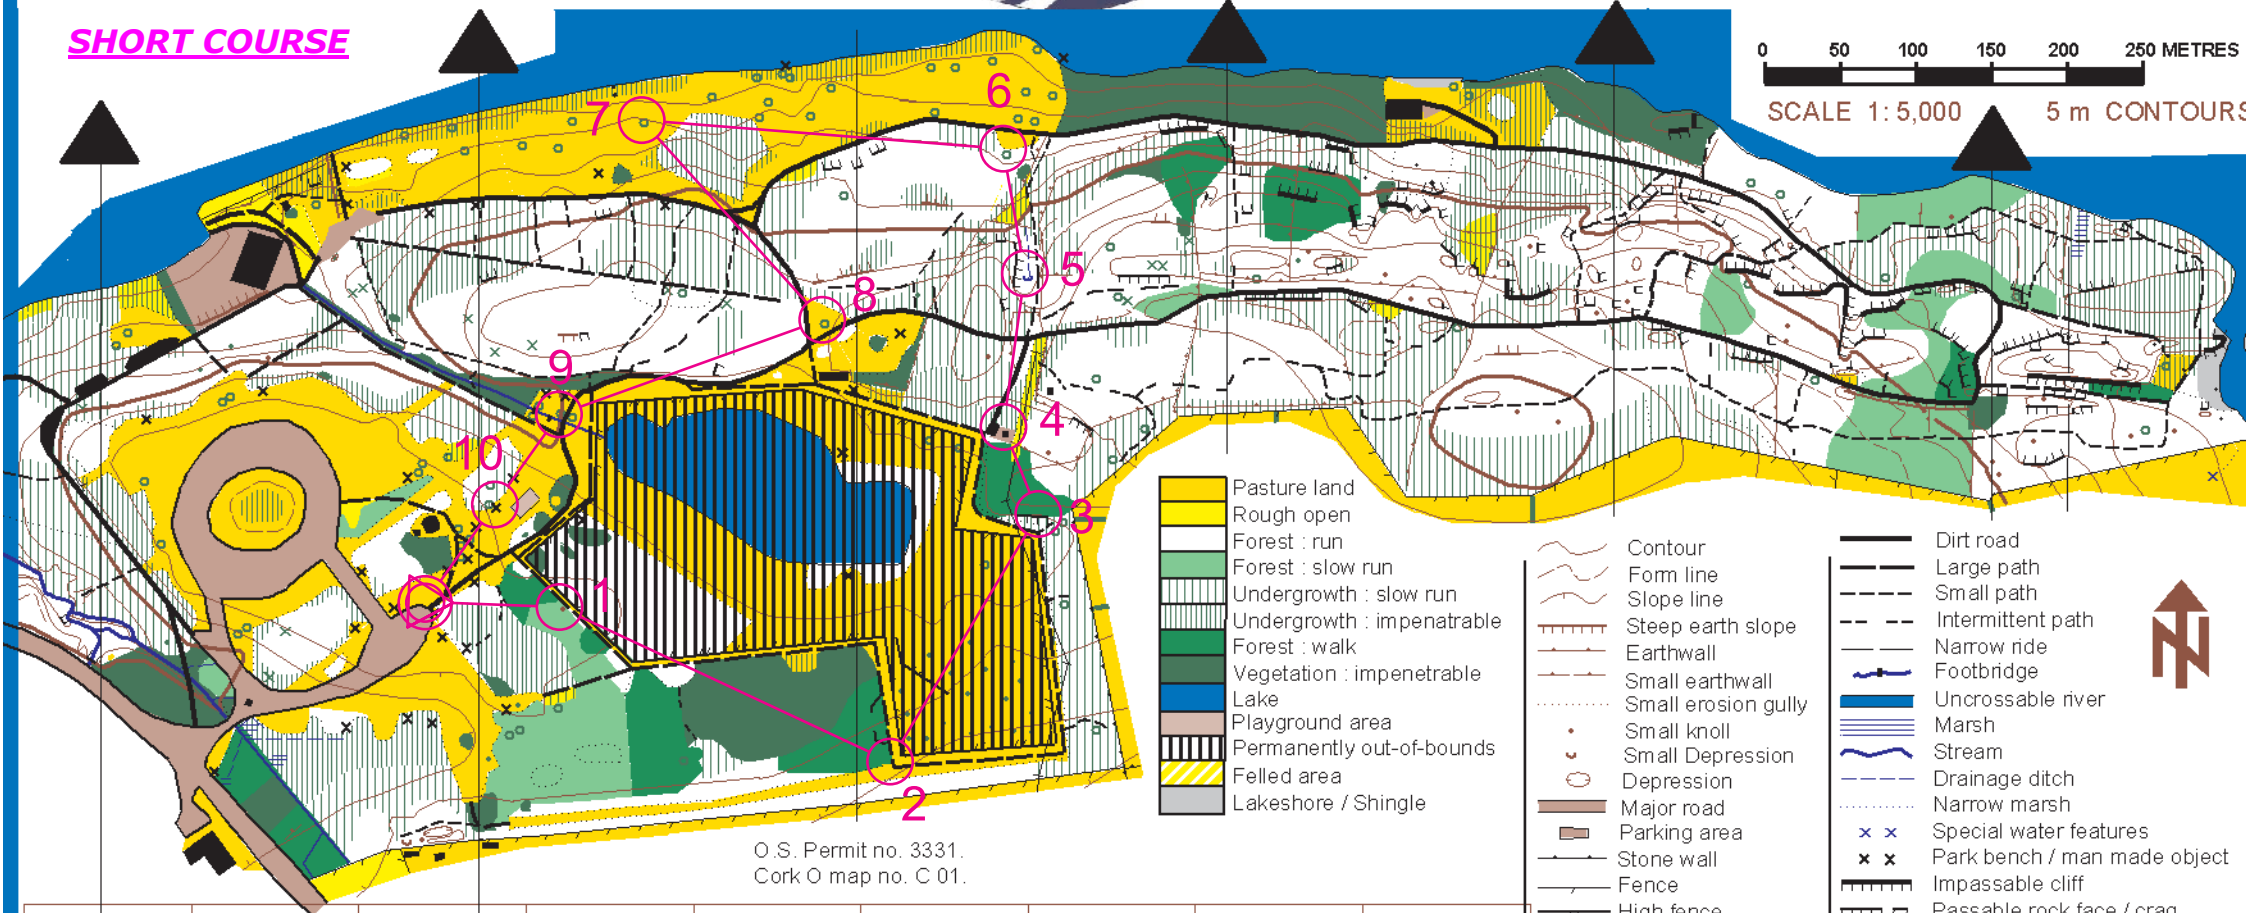 SHORT COURSE
0 50 100 150 200 250 METRES
SCALE 1: 5,000 5 m CONTOURS
6
7
5
8
9
4
10
3
1
2
Pasture land
Rough open
Forest : run
Forest : slow run
Undergrowth : slow run
Undergrowth : impenatrable
Forest : walk
Vegetation : impenetrable
Lake
Playground area
Permanently out-of-bounds
Felled area
Lakeshore / Shingle
Contour
Form line
Slope line
Steep earth slope
Earthwall
Small earthwall
Small erosion gully
Small knoll
Small Depression
Depression
Major road
Parking area
Stone wall
Fence
High fence
Dirt road
Large path
Small path
Intermittent path
Narrow ride
Footbridge
Uncrossable river
Marsh
Stream
Drainage ditch
Narrow marsh
Special water features
Park bench / man made object
Impassable cliff
Passable rock face / crag
N
O.S. Permit no. 3331.
Cork O map no. C 01.